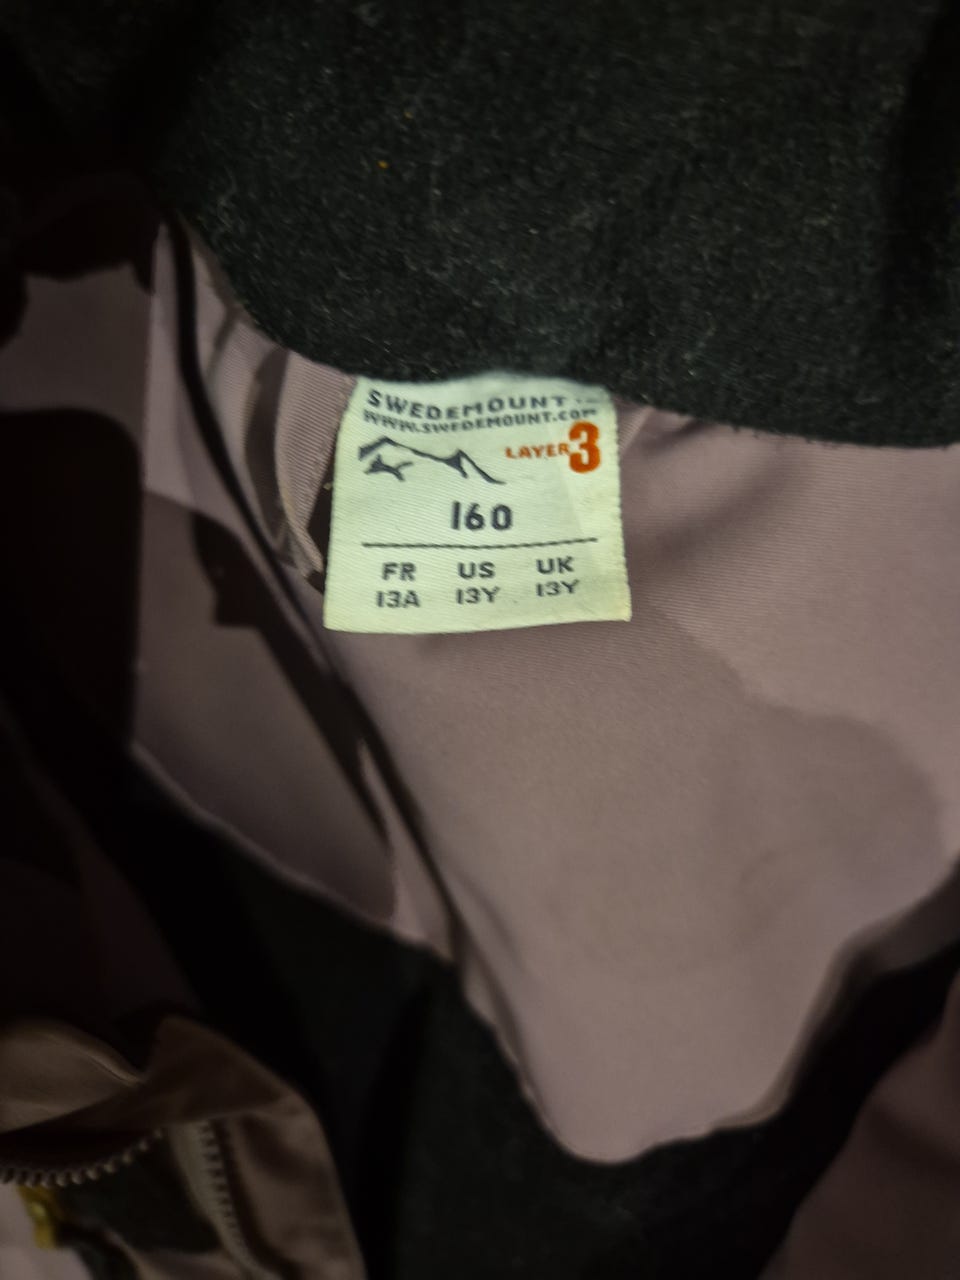 SWEDEMOUNT
WWW.SWEDEMOUNT.COM
LAYER 3
160
FR US UK
13A 13Y 13Y